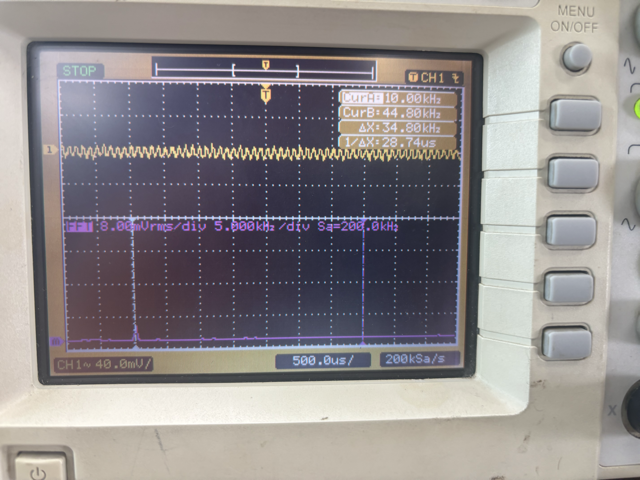 MENU
ON/OFF
STOP
T
T CH1
T
CurA: 10.00kHz
CurB: 44.80kHz
ΔX: 34.80kHz
1/ΔX: 28.74us
1
FFT 8.00mVrms/div 5.000kHz/div Sa=200.0kHz
M
CH1~ 40.0mV/
500.0us/
200kSa/s
X